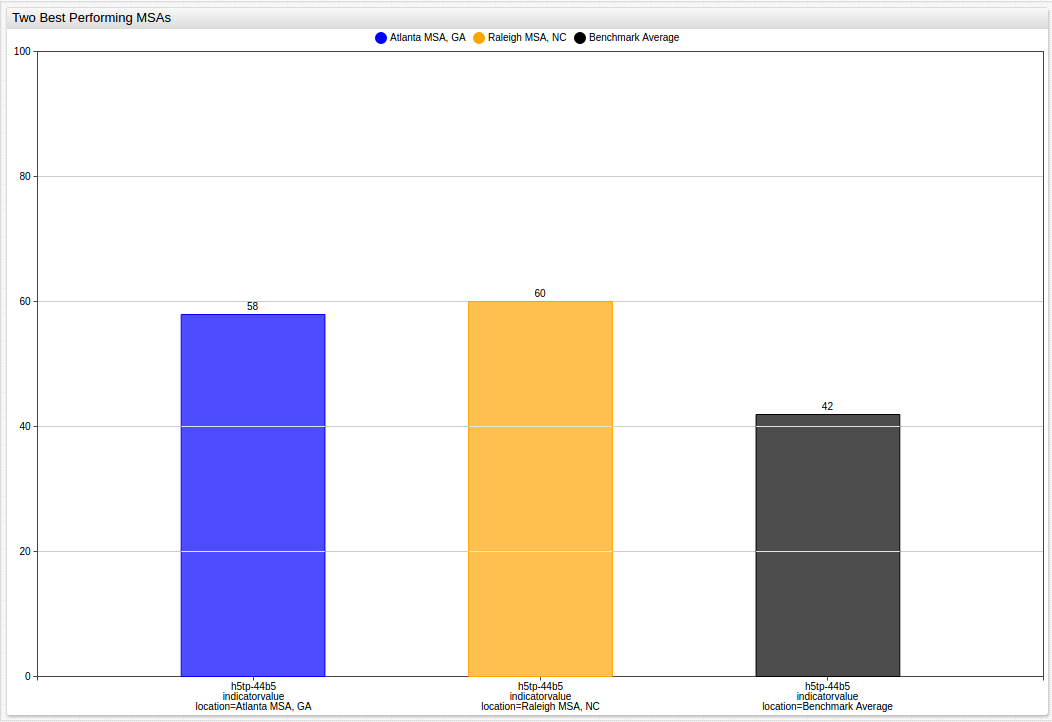 Two Best Performing MSAs
Atlanta MSA, GA Raleigh MSA, NC Benchmark Average
100
80
60
40
20
0
58
60
42
h5tp-44b5
indicatorvalue
location=Atlanta MSA, GA
h5tp-44b5
indicatorvalue
location=Raleigh MSA, NC
h5tp-44b5
indicatorvalue
location=Benchmark Average